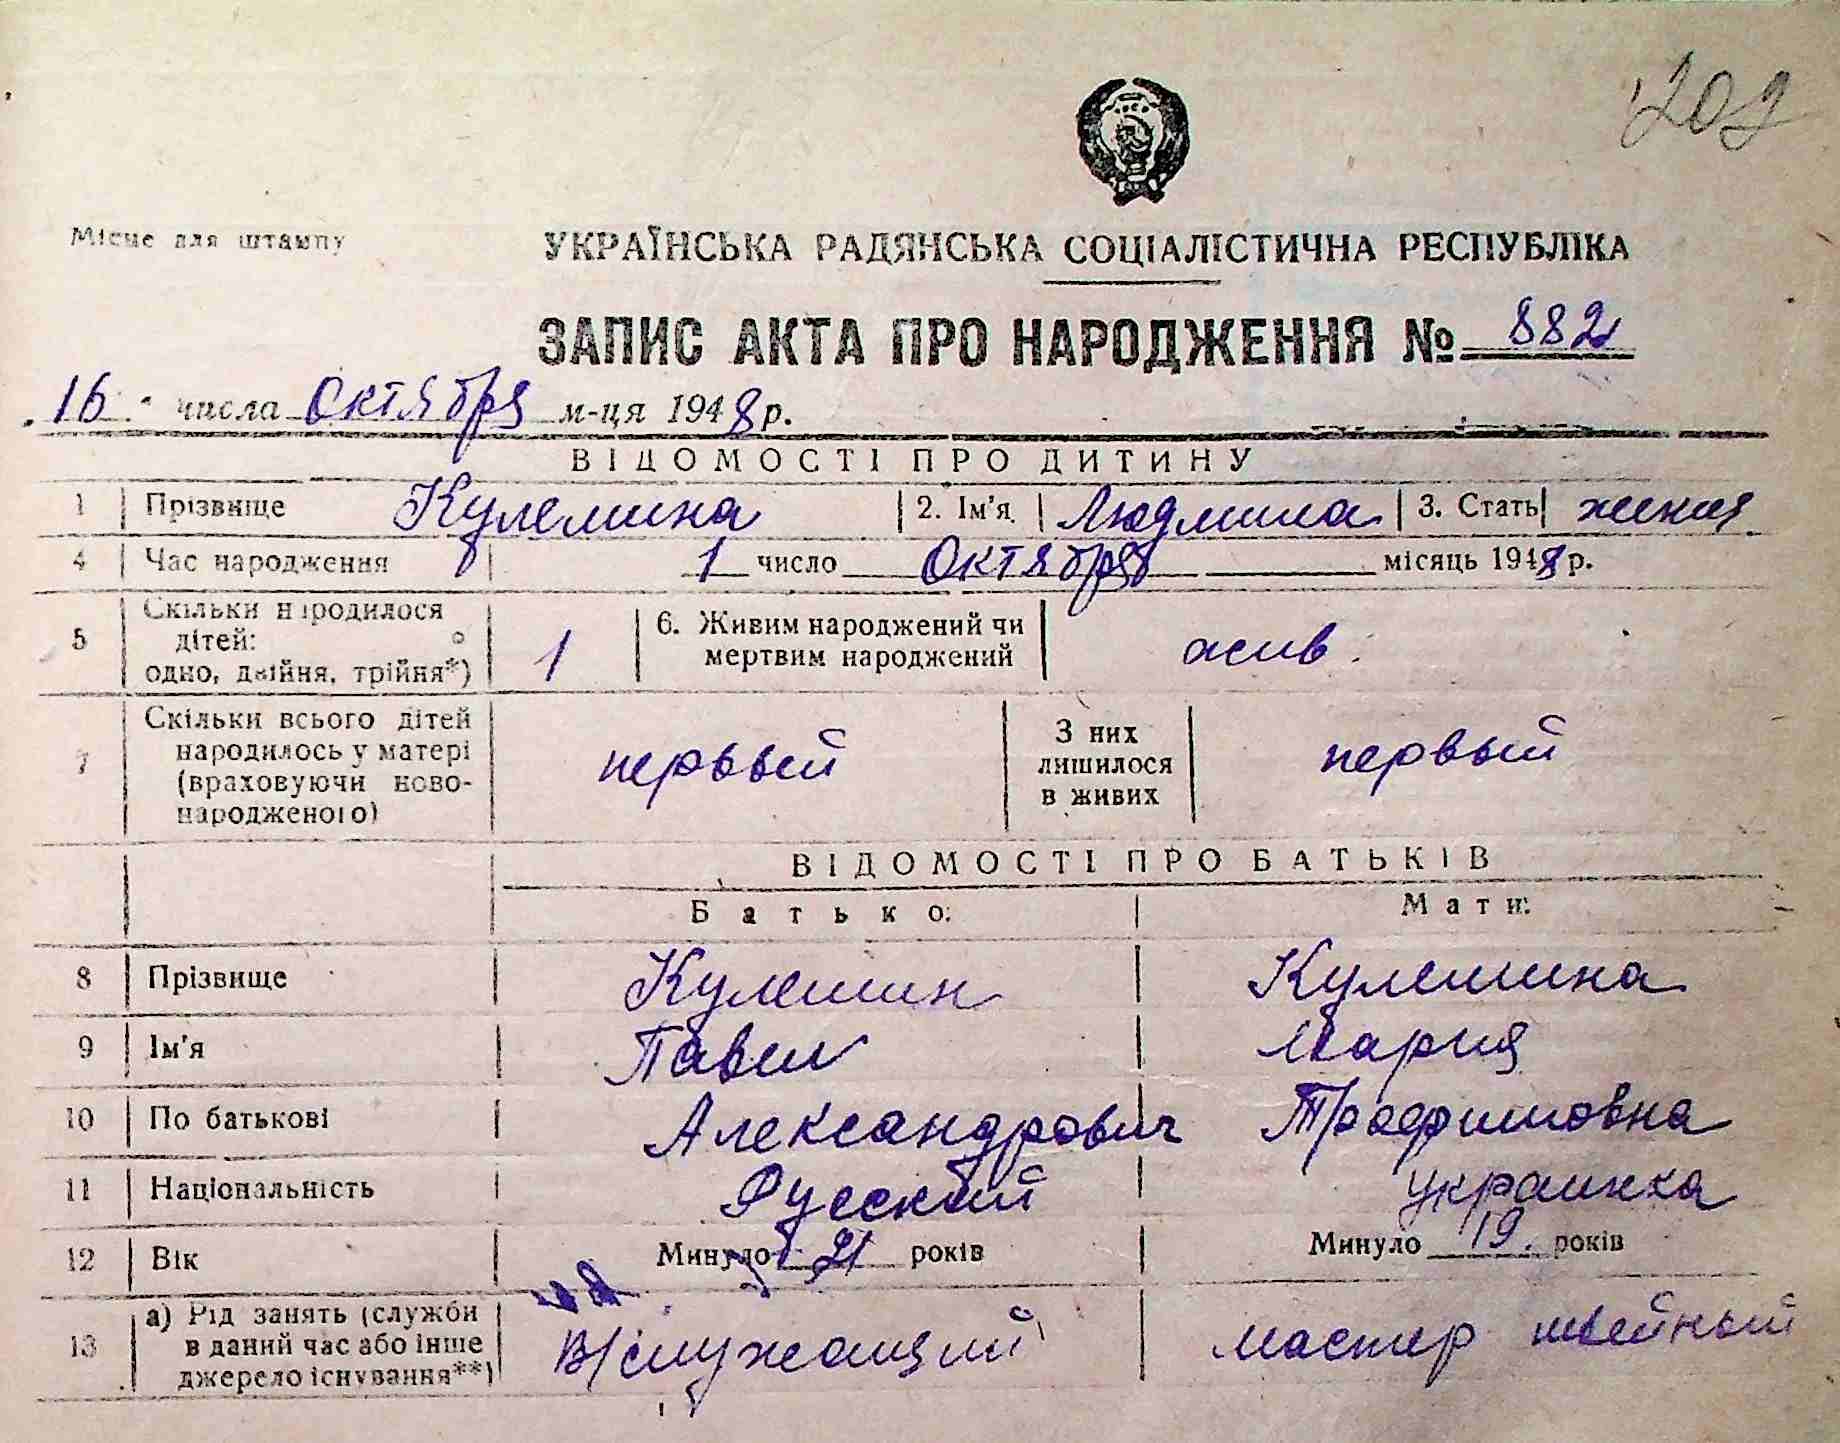 202
Місце для штампу
УКРАЇНСЬКА РАДЯНСЬКА СОЦІАЛІСТИЧНА РЕСПУБЛІКА
ЗАПИС АКТА ПРО НАРОДЖЕННЯ № 882
16 числа Октября м-ця 1948 р.
ВІДОМОСТІ ПРО ДИТИНУ
1 Прізвище Кулемина 2. Ім'я Людмила 3. Стать
4 Час народження 1 число Октября місяць 1948 р.
5 Скільки народилося дітей: одно, двійня, трійня*) 1 6. Живим народжений чи мертвим народжений жив.
7 Скільки всього дітей народилось у матері (враховуючи новонародженого) первый З них лишилося в живих первый
ВІДОМОСТІ ПРО БАТЬКІВ
Батько: Мати:
8 Прізвище Кулемин Кулемина
9 Ім'я Павел Мария
10 По батькові Александрович Трофимовна
11 Національність Русский украинка
12 Вік Минуло 21 років Минуло 19. років
13 а) Рід занять (служби в даний час або інше джерело існування**) В/служащий мастер швейный